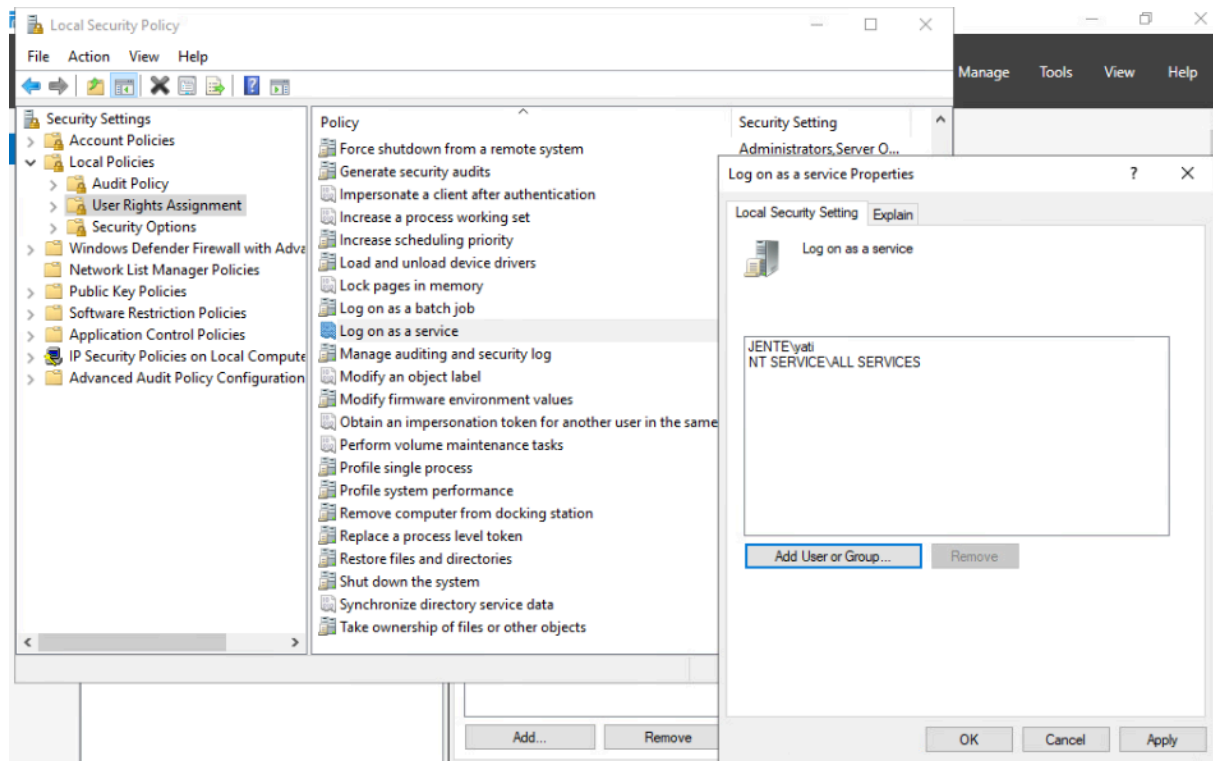 Local Security Policy
File Action View Help
Manage Tools View Help
Security Settings
Account Policies
Local Policies
Audit Policy
User Rights Assignment
Security Options
Windows Defender Firewall with Adva
Network List Manager Policies
Public Key Policies
Software Restriction Policies
Application Control Policies
IP Security Policies on Local Compute
Advanced Audit Policy Configuration
Policy Security Setting
Force shutdown from a remote system Administrators,Server O...
Generate security audits
Impersonate a client after authentication
Increase a process working set
Increase scheduling priority
Load and unload device drivers
Lock pages in memory
Log on as a batch job
Log on as a service
Manage auditing and security log
Modify an object label
Modify firmware environment values
Obtain an impersonation token for another user in the same
Perform volume maintenance tasks
Profile single process
Profile system performance
Remove computer from docking station
Replace a process level token
Restore files and directories
Shut down the system
Synchronize directory service data
Take ownership of files or other objects
Add... Remove
Log on as a service Properties ?
Local Security Setting Explain
Log on as a service
JENTE\yati
NT SERVICE\ALL SERVICES
Add User or Group... Remove
OK Cancel Apply